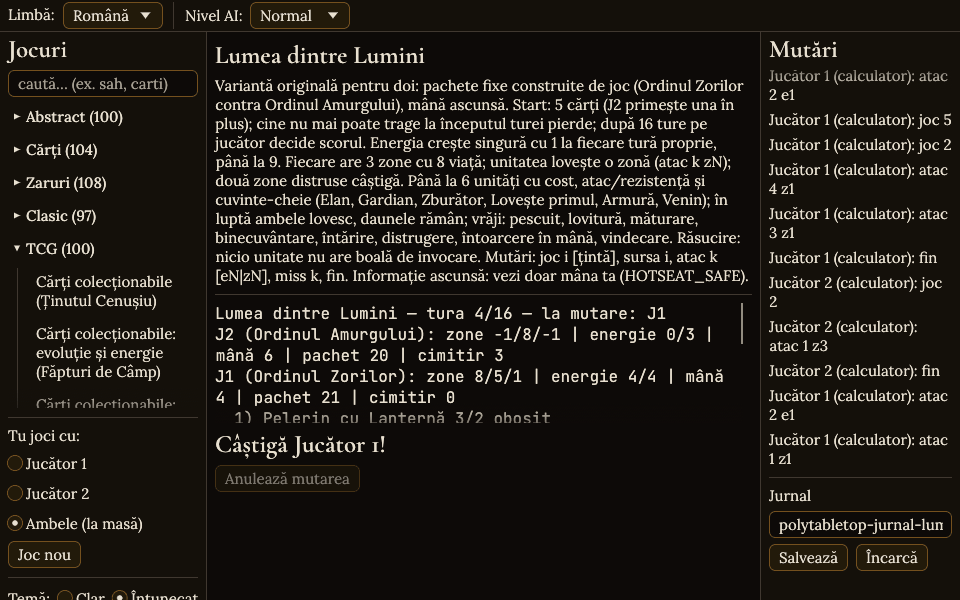 Limbă: Română Nivel AI: Normal
Jocuri
caută... (ex. sah, carti)
Abstract (100)
Cărți (104)
Zaruri (108)
Clasic (97)
TCG (100)
Cărți colecționabile
(Ținutul Cenușiu)
Cărți colecționabile:
evoluție și energie
(Făpturi de Câmp)
Cărți colecționabile:
Tu joci cu:
Jucător 1
Jucător 2
Ambele (la masă)
Joc nou
Temă: Clar Întunecat
Lumea dintre Lumini
Variantă originală pentru doi: pachete fixe construite de joc (Ordinul Zorilor
contra Ordinul Amurgului), mână ascunsă. Start: 5 cărți (J2 primește una în
plus); cine nu mai poate trage la începutul turei pierde; după 16 ture pe
jucător decide scorul. Energia crește singură cu 1 la fiecare tură proprie,
până la 9. Fiecare are 3 zone cu 8 viață; unitatea lovește o zonă (atac k zN);
două zone distruse câștigă. Până la 6 unități cu cost, atac/rezistență și
cuvinte-cheie (Elan, Gardian, Zburător, Lovește primul, Armură, Venin); în
luptă ambele lovesc, daunele rămân; vrăji: pescuit, lovitură, măturare,
binecuvântare, întărire, distrugere, întoarcere în mână, vindecare. Răsucire:
nicio unitate nu are boală de invocare. Mutări: joc i [țintă], sursa i, atac k
[eN|zN], miss k, fin. Informație ascunsă: vezi doar mâna ta (HOTSEAT_SAFE).
Lumea dintre Lumini — tura 4/16 — la mutare: J1
J2 (Ordinul Amurgului): zone -1/8/-1 | energie 0/3 |
mână 6 | pachet 20 | cimitir 3
J1 (Ordinul Zorilor): zone 8/5/1 | energie 4/4 | mână
4 | pachet 21 | cimitir 0
1) Pelerin cu Lanternă 3/2 obosit
Câștigă Jucător 1!
Anulează mutarea
Mutări
Jucător 1 (calculator): atac
2 e1
Jucător 1 (calculator): joc 5
Jucător 1 (calculator): joc 2
Jucător 1 (calculator): atac
4 z1
Jucător 1 (calculator): atac
3 z1
Jucător 1 (calculator): fin
Jucător 2 (calculator): joc
2
Jucător 2 (calculator):
atac 1 z3
Jucător 2 (calculator): fin
Jucător 1 (calculator): atac
2 e1
Jucător 1 (calculator): atac
1 z1
Jurnal
polytabletop-jurnal-lum
Salvează Încarcă